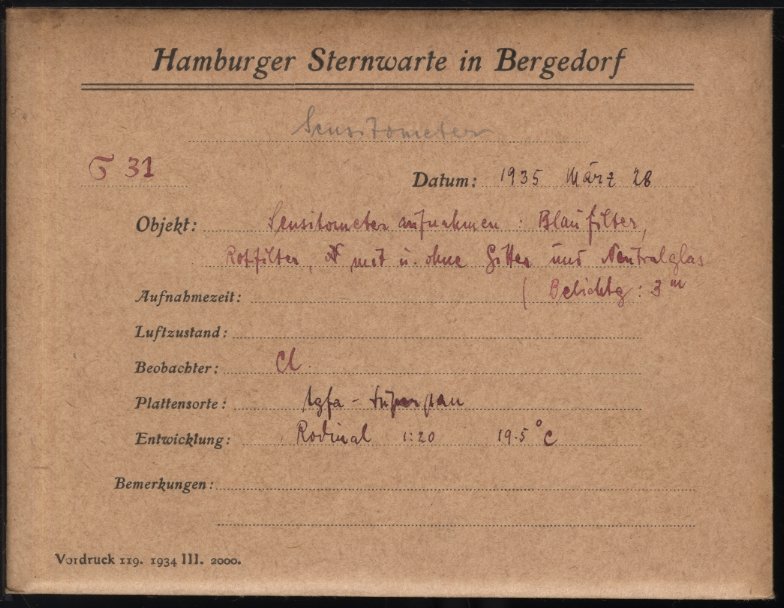 Hamburger Sternwarte in Bergedorf
Sensitometer
G 31
Datum: 1935 März 28
Objekt: Sensitometeraufnahmen: Blaufilter,
Rotfilter, mit u. ohne Gitter und Neutralglas
Aufnahmezeit: (Belichtg: 3 m
Luftzustand:
Beobachter: Cl.
Plattensorte: Agfa - Superpan
Entwicklung: Rodinal 1:20 19.5 °C
Bemerkungen:
Vordruck 119. 1934 III. 2000.